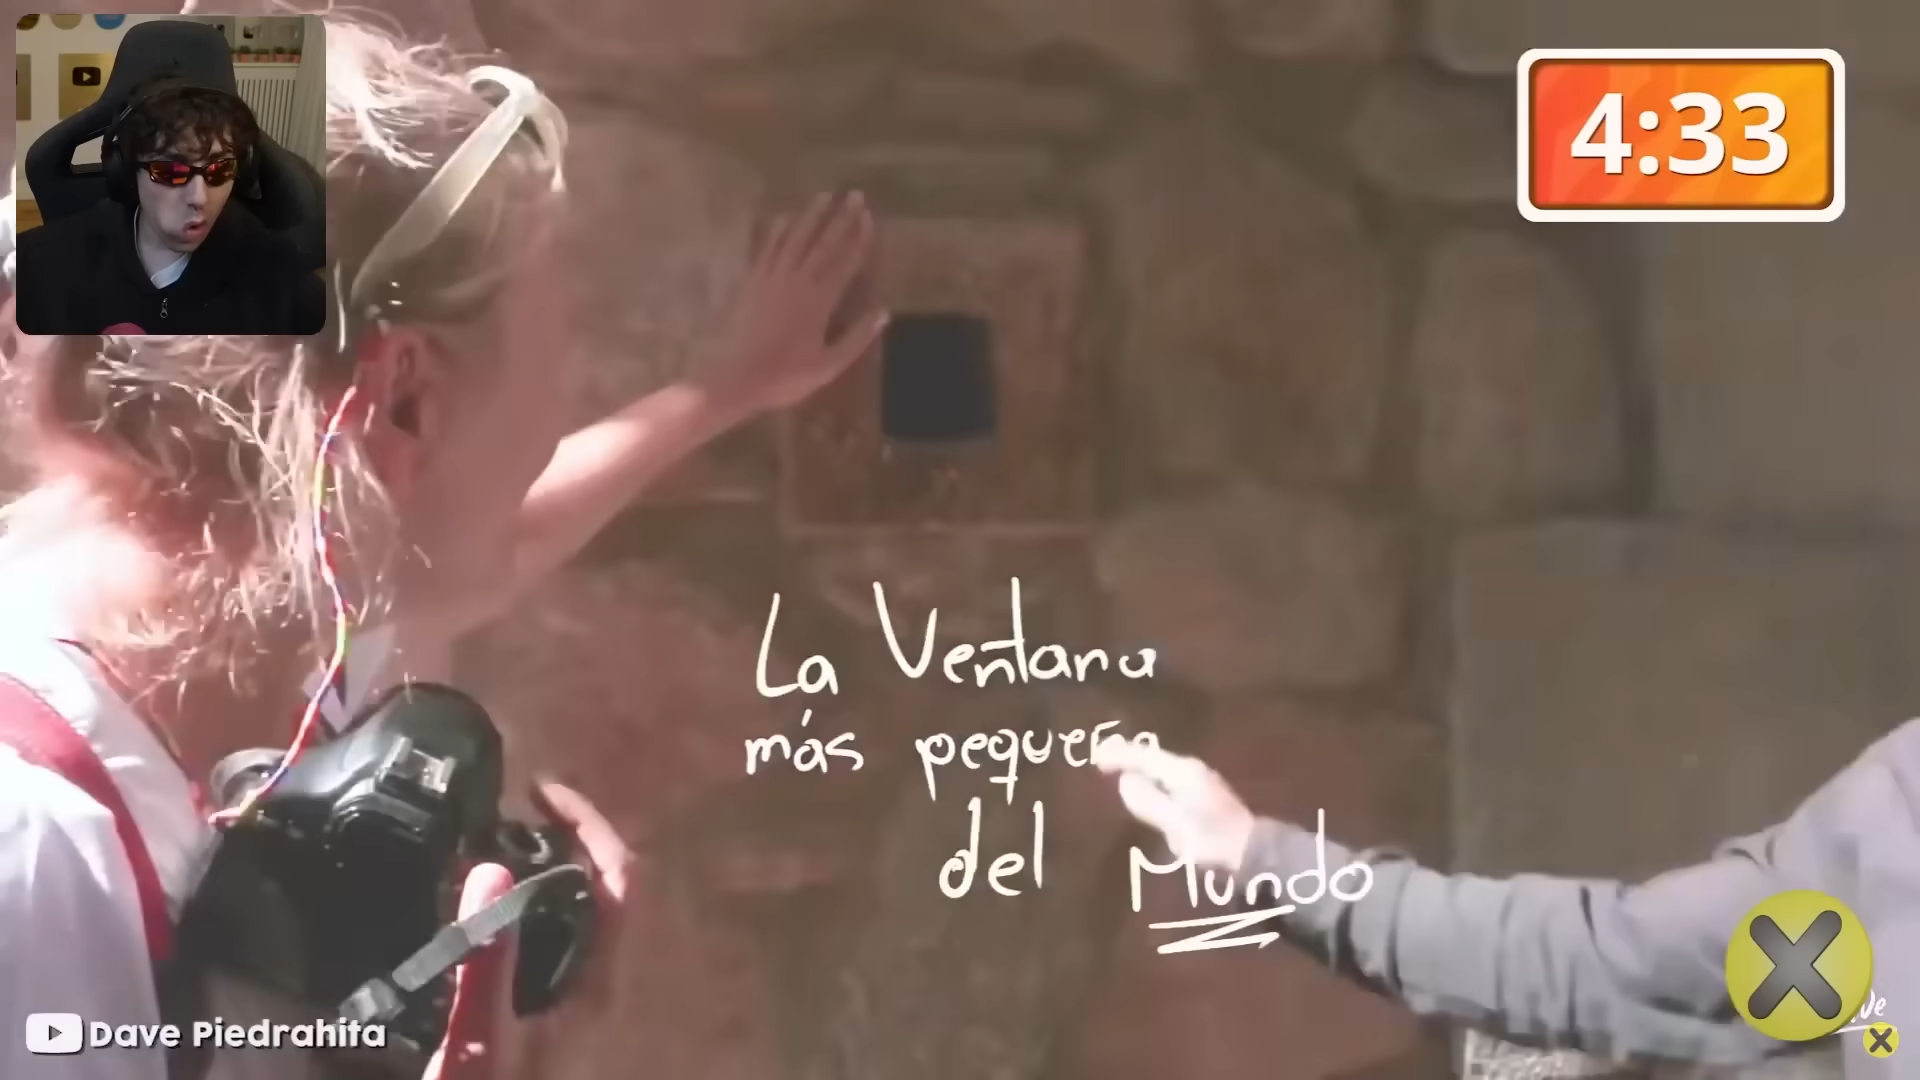 4:33
La Ventana
más pequeña
del Mundo
Dave Piedrahita